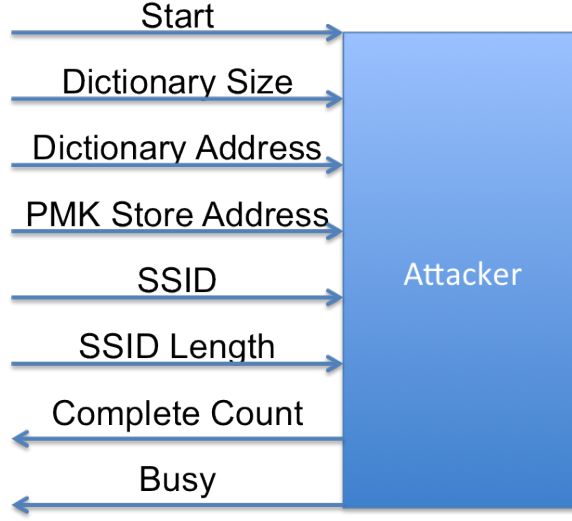 Start
Dictionary Size
Dictionary Address
PMK Store Address
SSID
Attacker
SSID Length
Complete Count
Busy